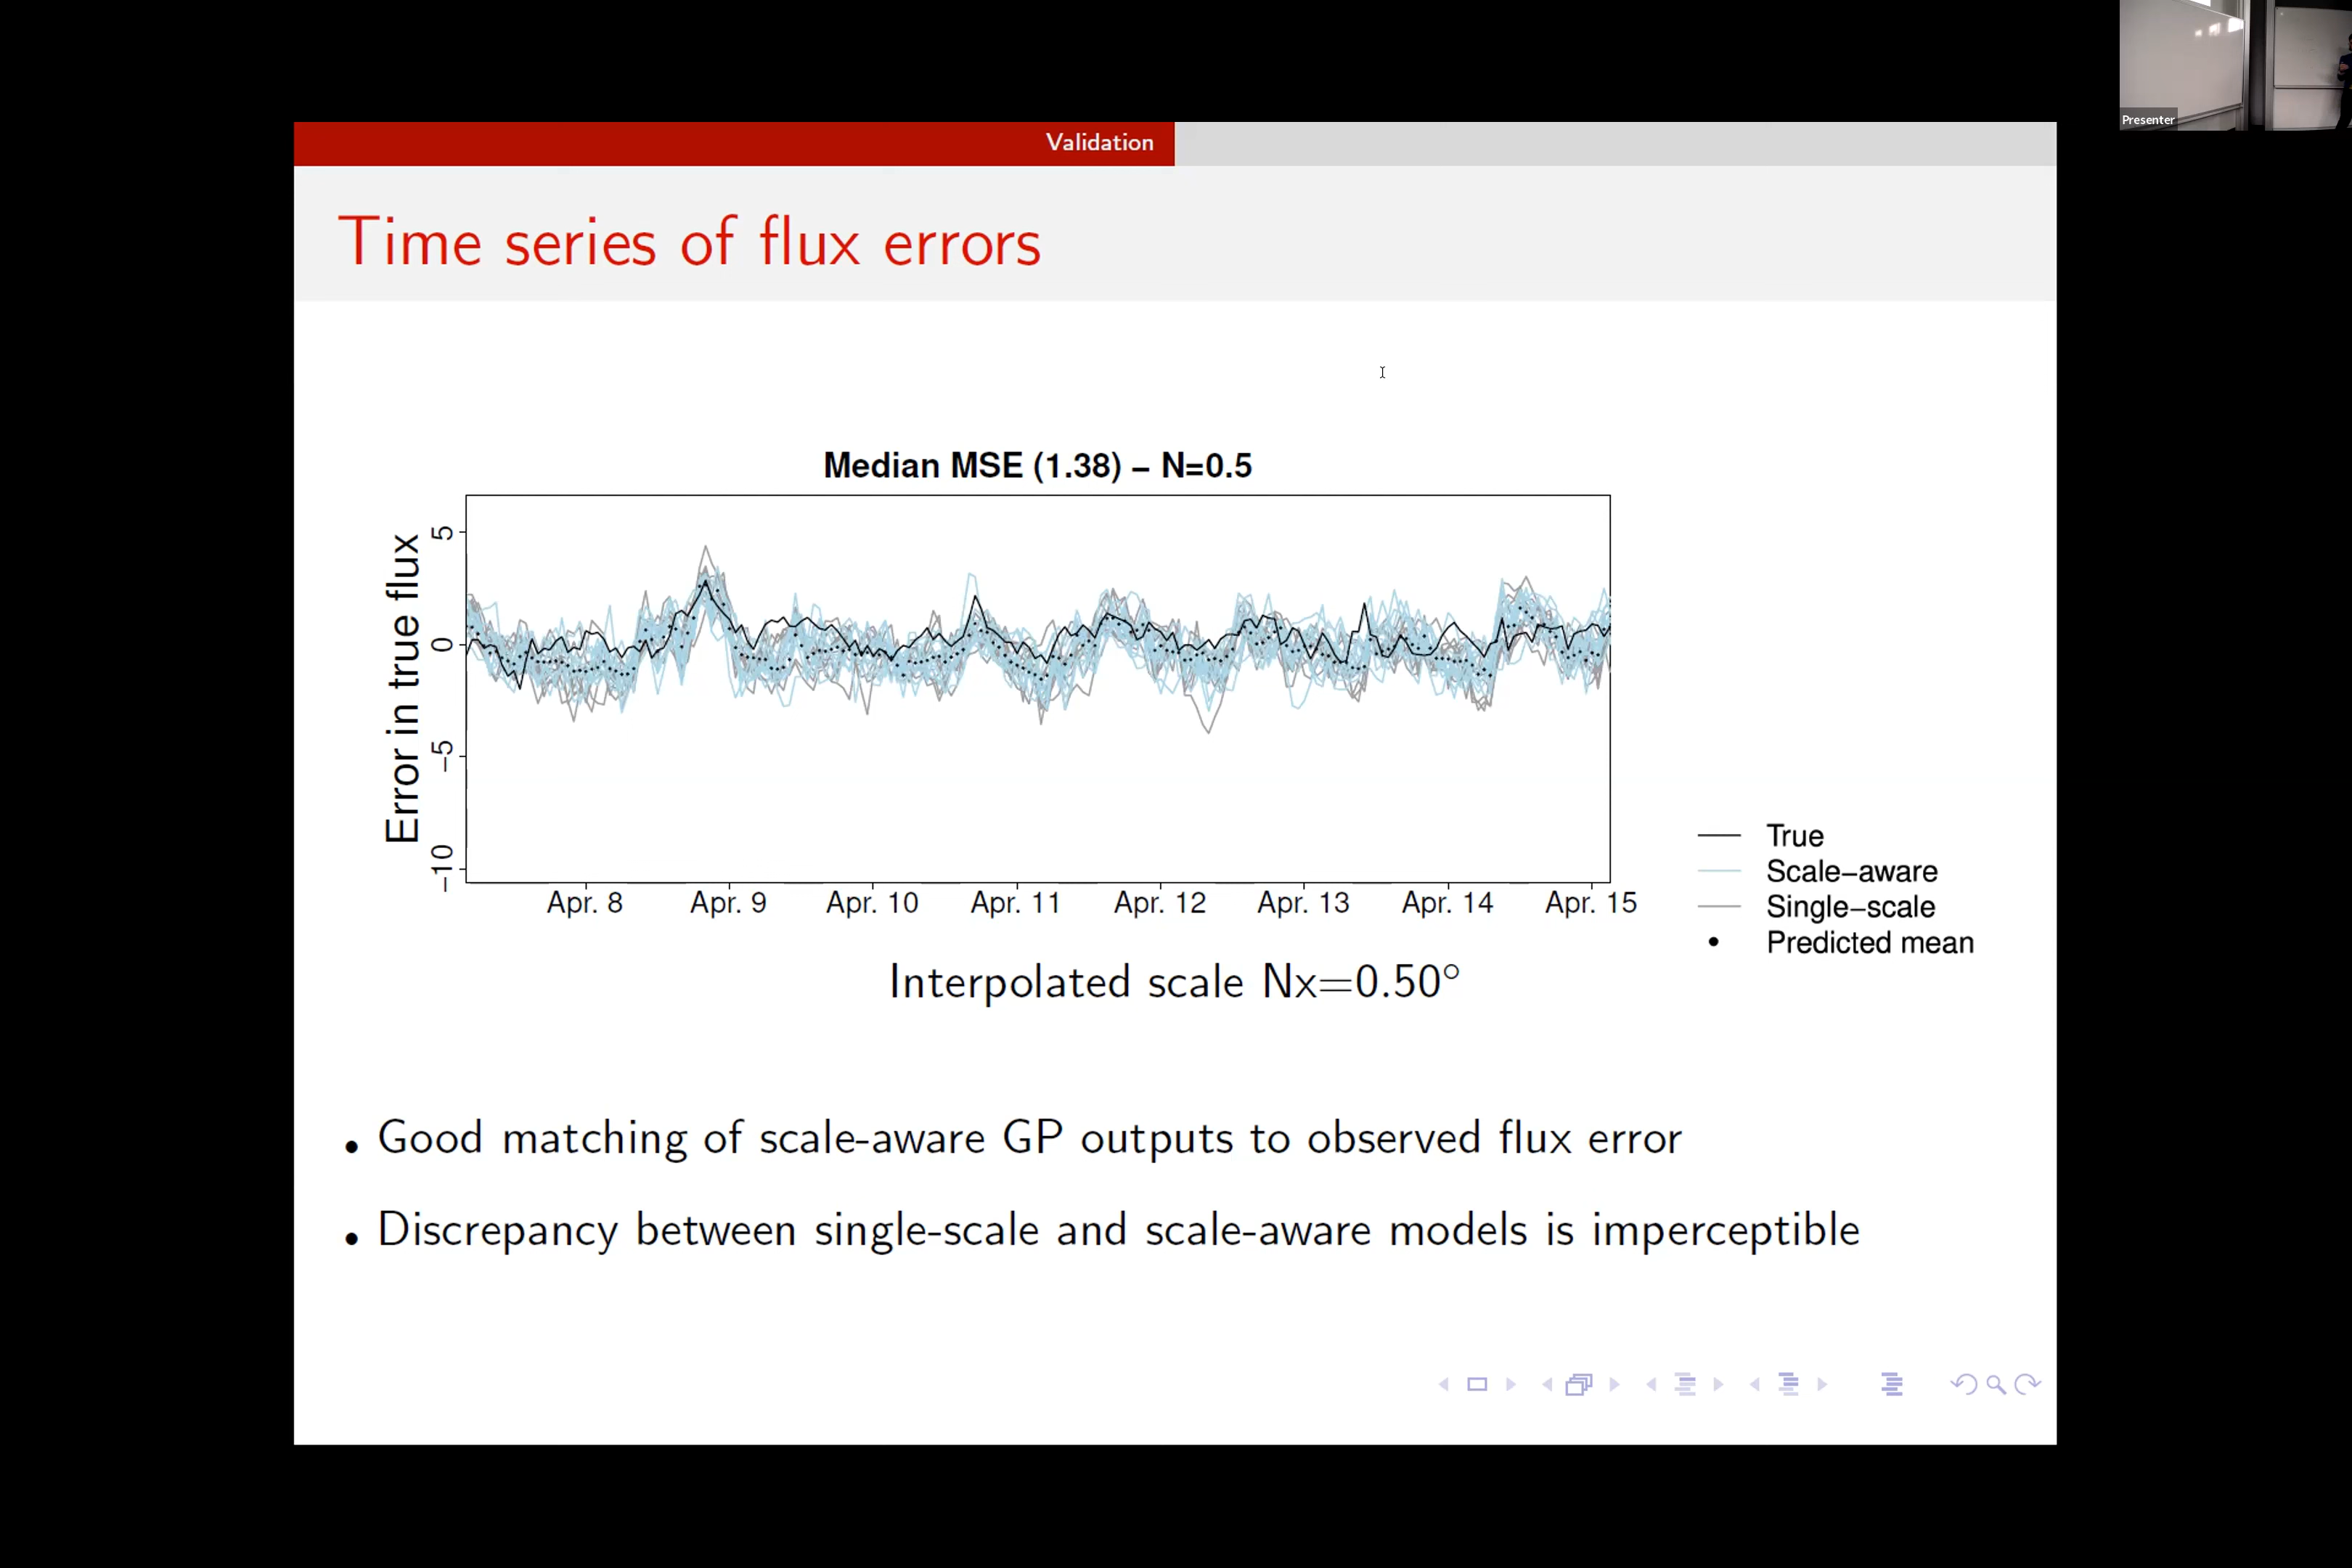 Presenter
Validation
Time series of flux errors
Median MSE (1.38) – N=0.5
Error in true flux
5
0
−5
−10
Apr. 8
Apr. 9
Apr. 10
Apr. 11
Apr. 12
Apr. 13
Apr. 14
Apr. 15
True
Scale−aware
Single−scale
Predicted mean
Interpolated scale Nx=0.50°
• Good matching of scale-aware GP outputs to observed flux error
• Discrepancy between single-scale and scale-aware models is imperceptible